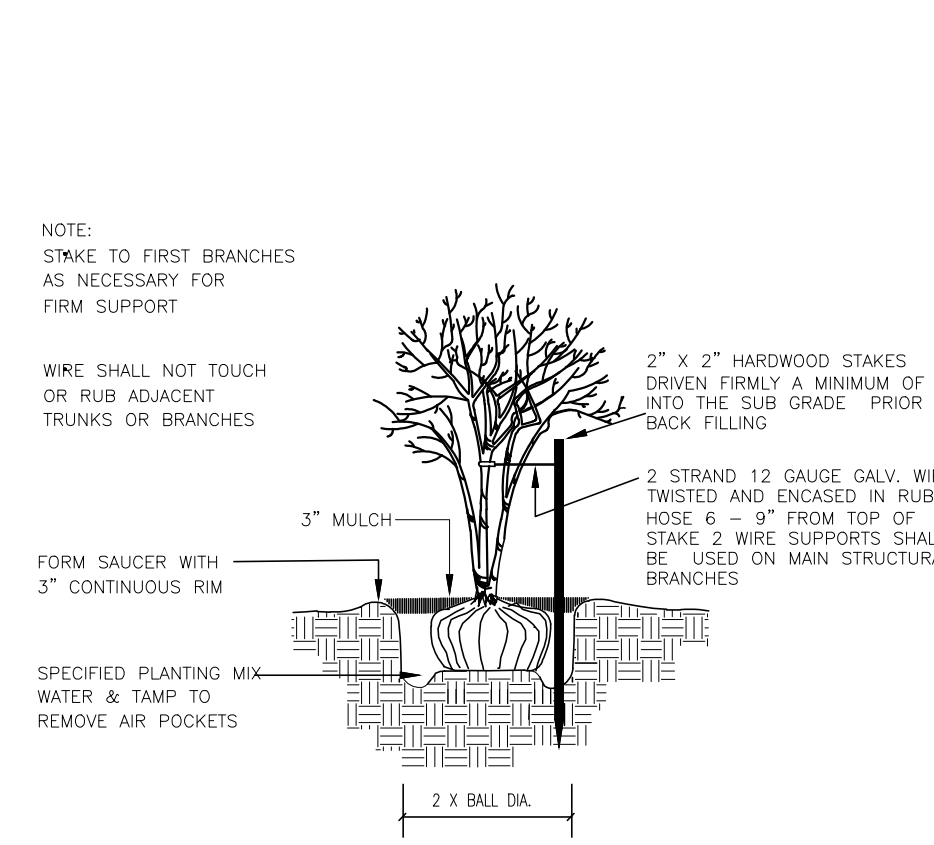 NOTE:
STAKE TO FIRST BRANCHES
AS NECESSARY FOR
FIRM SUPPORT
WIRE SHALL NOT TOUCH
OR RUB ADJACENT
TRUNKS OR BRANCHES
2” X 2” HARDWOOD STAKES
DRIVEN FIRMLY A MINIMUM OF
INTO THE SUB GRADE PRIOR
BACK FILLING
2 STRAND 12 GAUGE GALV.
TWISTED AND ENCASED IN
HOSE 6 – 9” FROM TOP OF
STAKE 2 WIRE SUPPORTS
BE USED ON MAIN
BRANCHES
3” MULCH
FORM SAUCER WITH
3” CONTINUOUS RIM
SPECIFIED PLANTING MIX
WATER & TAMP TO
REMOVE AIR POCKETS
2 X BALL DIA.